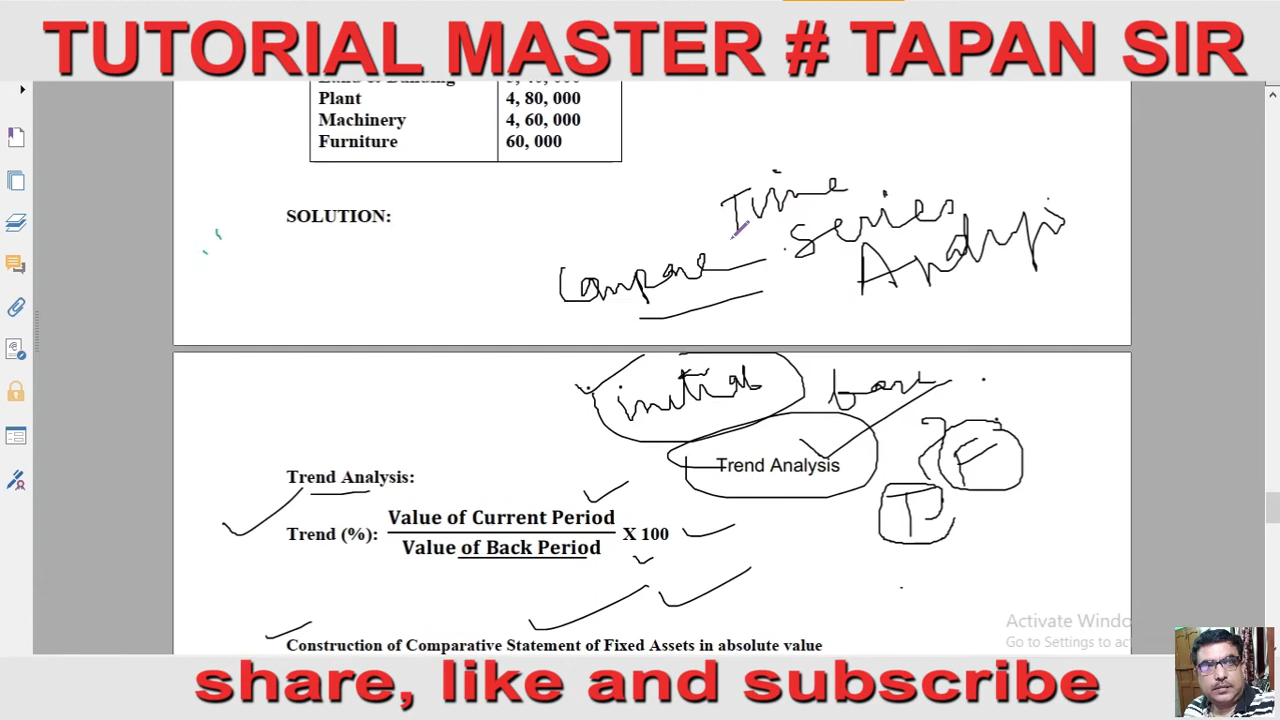 TUTORIAL MASTER # TAPAN SIR
Plant 4, 80, 000
Machinery 4, 60, 000
Furniture 60, 000
Time
SOLUTION:
series
Compare
Analysis
initial base
Trend Analysis
Trend Analysis:
F
P
Value of Current Period
Trend (%): X 100
Value of Back Period
Activate Windo
Go to Settings to act
Construction of Comparative Statement of Fixed Assets in absolute value
share, like and subscribe